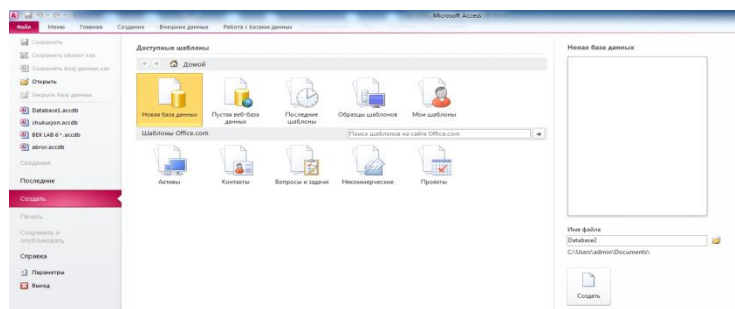 Microsoft Access
Файл Меню Главная Создание Внешние данные Работа с базами данных
Сохранить
Сохранить объект как
Сохранить базу данных как
Открыть
Закрыть базу данных
Database1.accdb
shukurjon.accdb
BEK LAB 6^.accdb
abror.accdb
Сведения
Последние
Создать
Печать
Сохранить и
опубликовать
Справка
Параметры
Выход
Доступные шаблоны
Домой
Новая база данных
Пустая веб-база
данных
Последние
шаблоны
Образцы шаблонов
Мои шаблоны
Шаблоны Office.com
Поиск шаблонов на сайте Office.com
Активы
Контакты
Вопросы и задачи
Некоммерческие
Проекты
Новая база данных
Имя файла
Database2
C:\Users\admin\Documents\
Создать